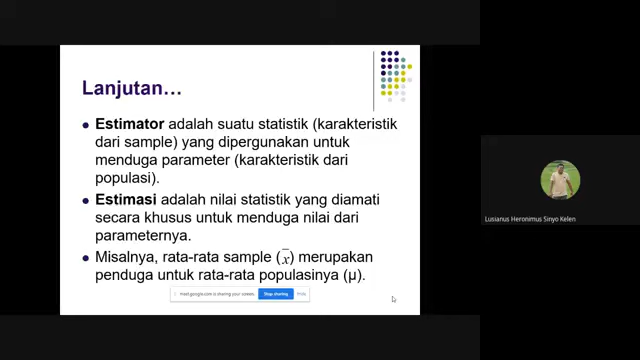 Lanjutan...
Estimator adalah suatu statistik (karakteristik
dari sample) yang dipergunakan untuk
menduga parameter (karakteristik dari
populasi).
Estimasi adalah nilai statistik yang diamati
secara khusus untuk menduga nilai dari
parameternya.
Misalnya, rata-rata sample (x̄) merupakan
penduga untuk rata-rata populasinya (μ).
meet.google.com is sharing your screen. Stop sharing Hide
Lusianus Heronimus Sinyo Kelen